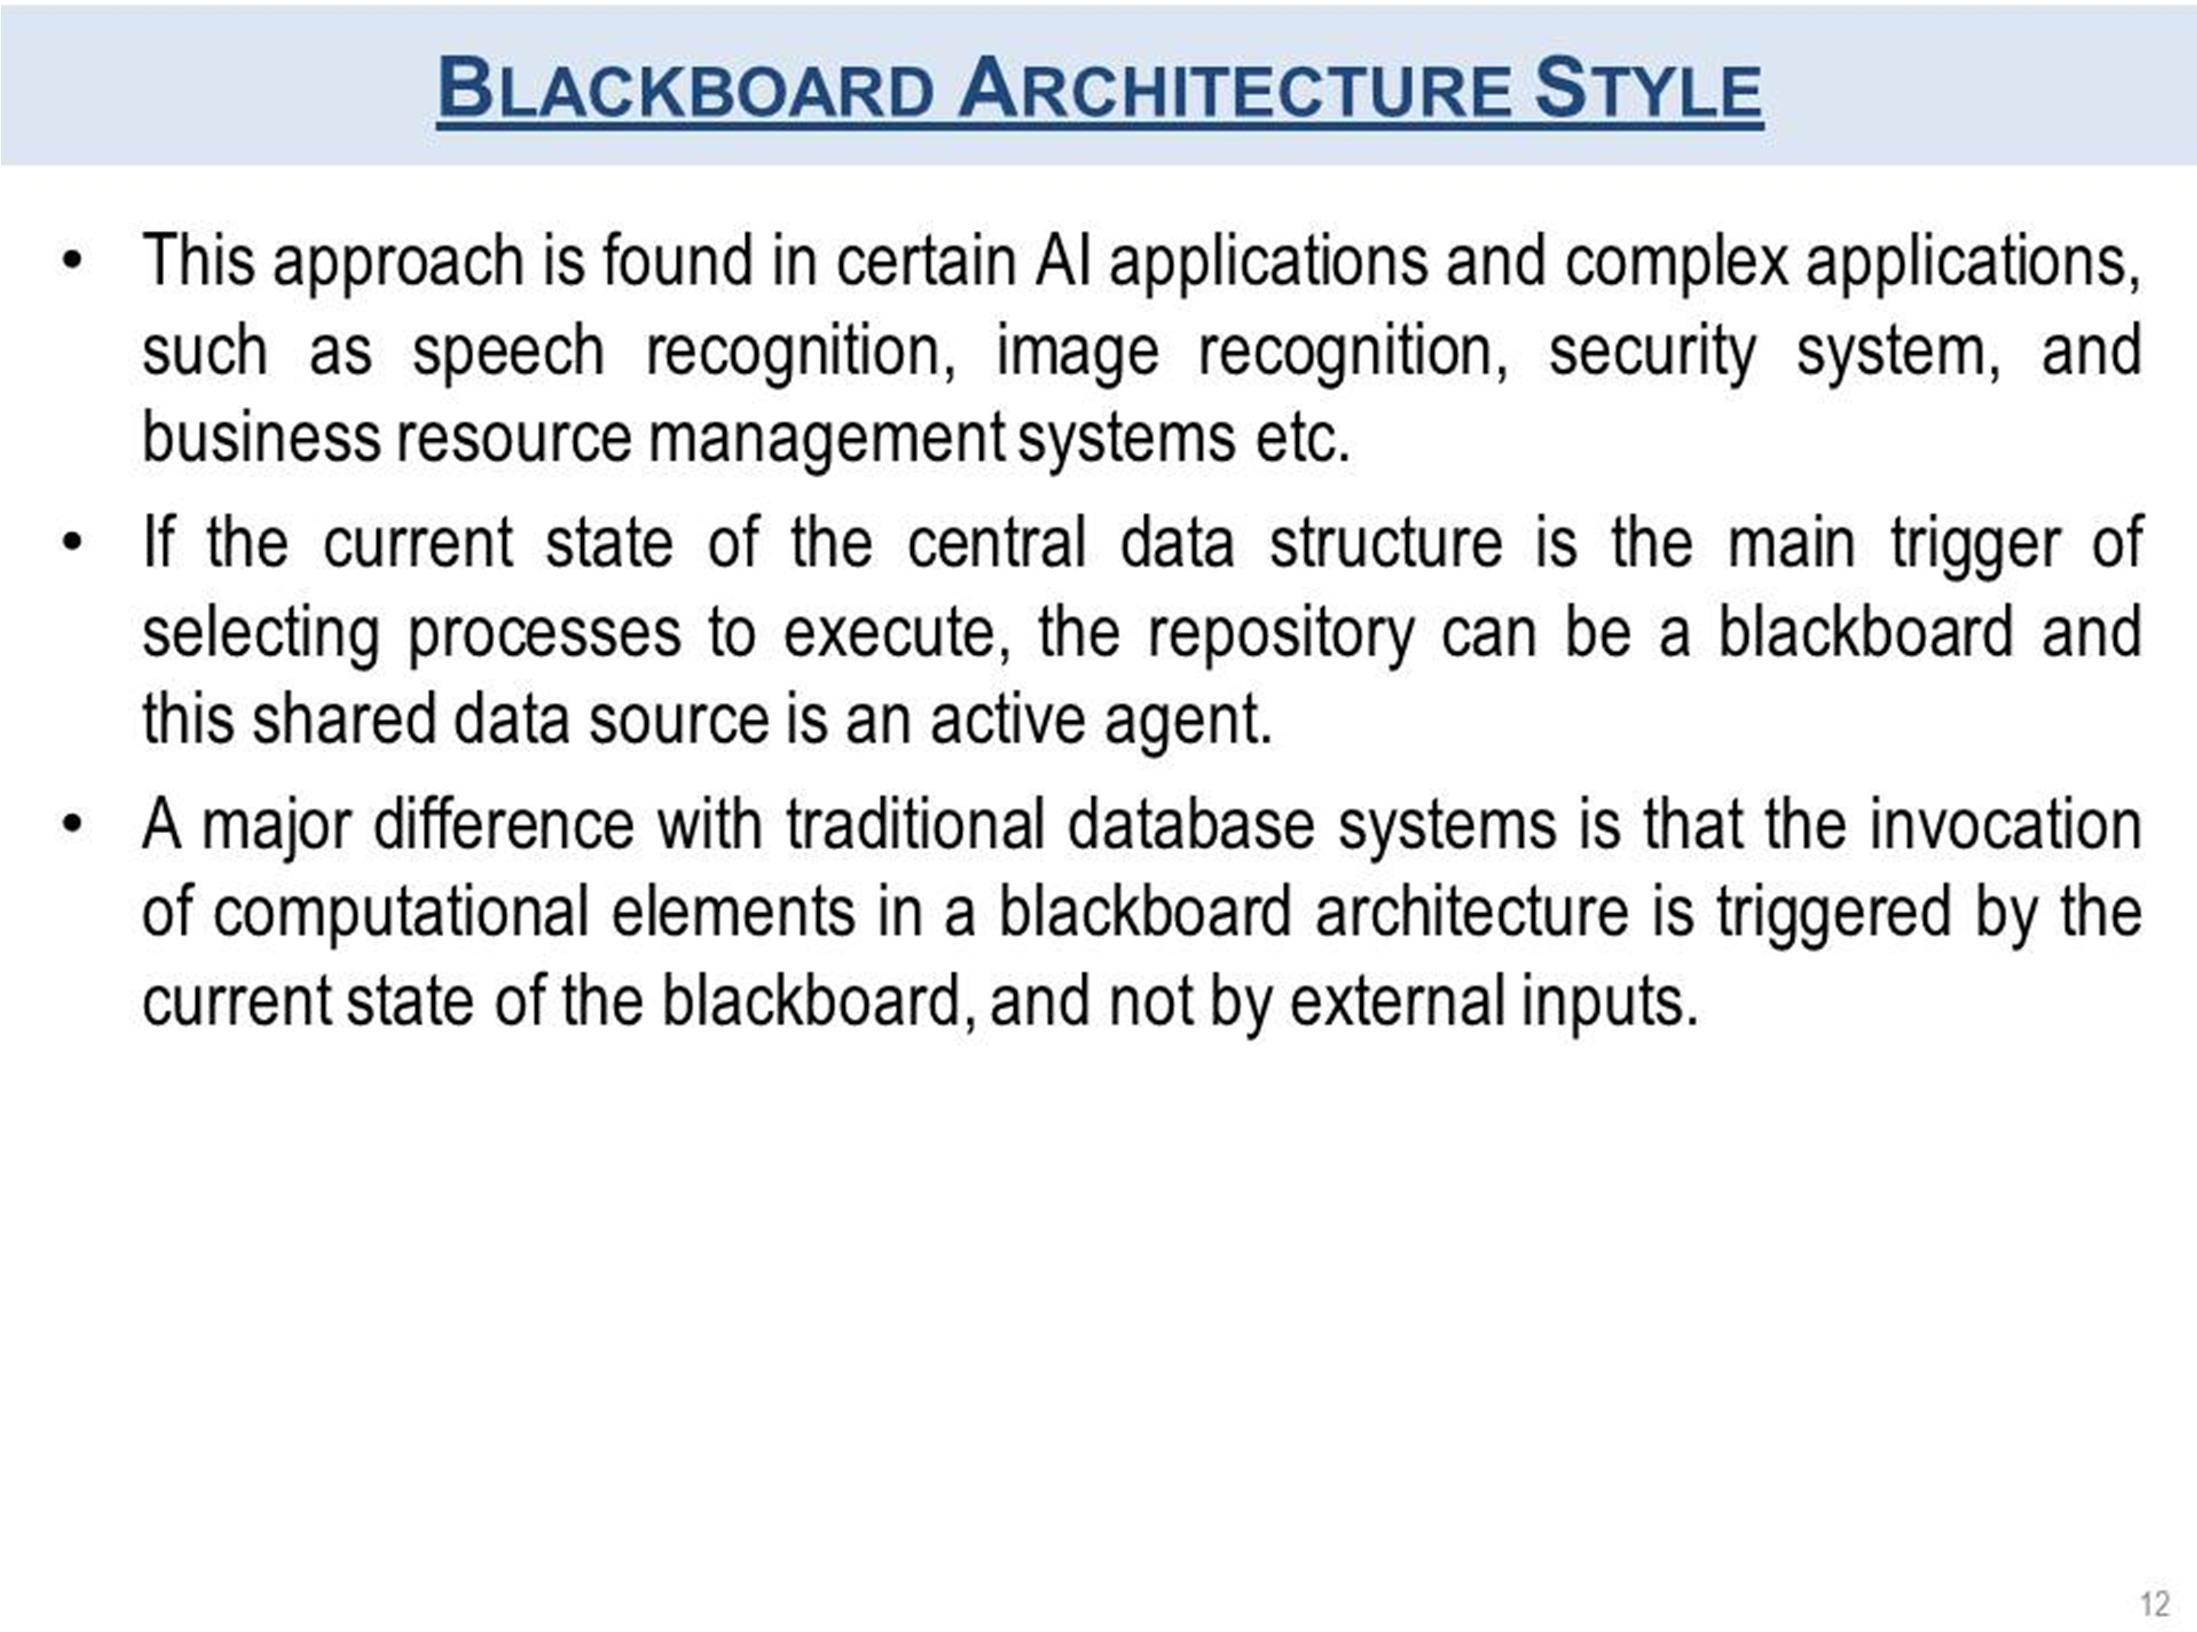 BLACKBOARD ARCHITECTURE STYLE
• This approach is found in certain AI applications and complex applications,
such as speech recognition, image recognition, security system, and
business resource management systems etc.
• If the current state of the central data structure is the main trigger of
selecting processes to execute, the repository can be a blackboard and
this shared data source is an active agent.
• A major difference with traditional database systems is that the invocation
of computational elements in a blackboard architecture is triggered by the
current state of the blackboard, and not by external inputs.
12